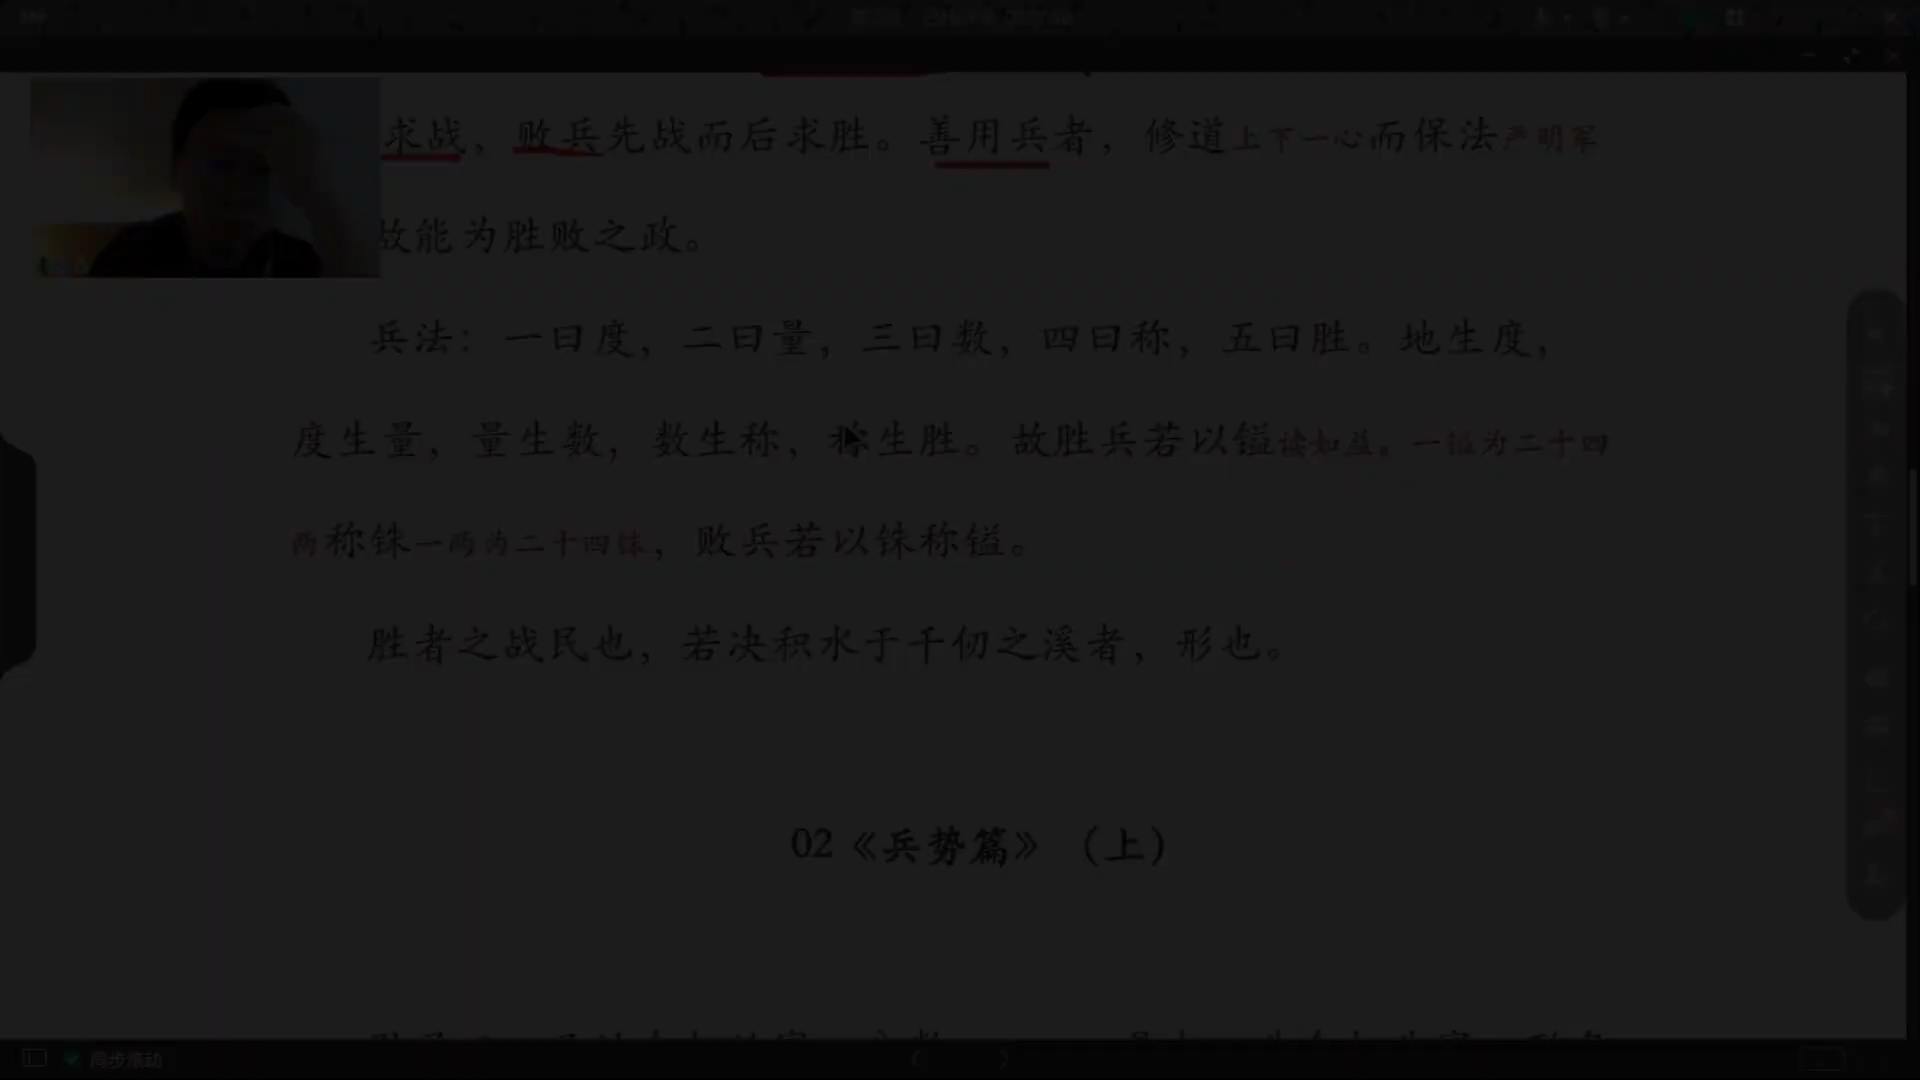 求战，败兵先战而后求胜。善用兵者，修道上下一心而保法严明军
故能为胜败之政。
兵法：一曰度，二曰量，三曰数，四曰称，五曰胜。地生度，
度生量，量生数，数生称，称生胜。故胜兵若以镒读如益。一镒为二十四
两称铢一两为二十四铢，败兵若以铢称镒。
胜者之战民也，若决积水于千仞之溪者，形也。
02《兵势篇》（上）
同步滚动